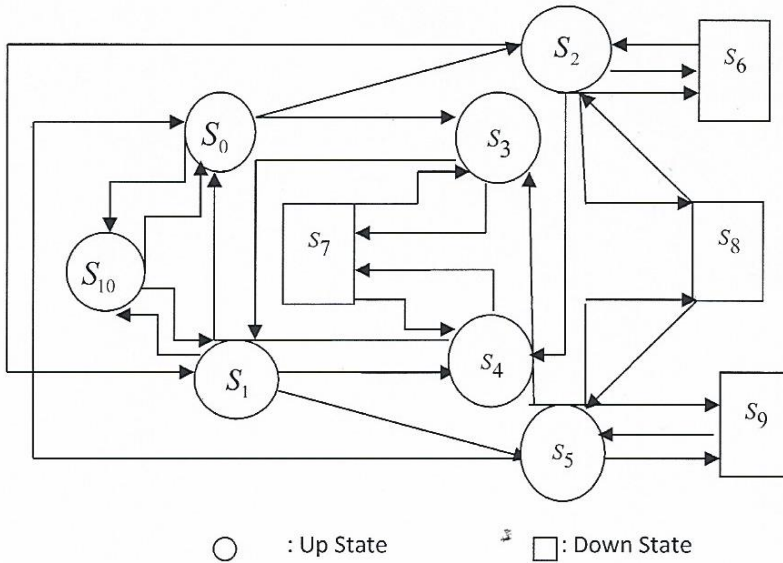 S2
S6
S0
S3
S7
S8
S10
S4
S1
S9
S5
: Up State
: Down State